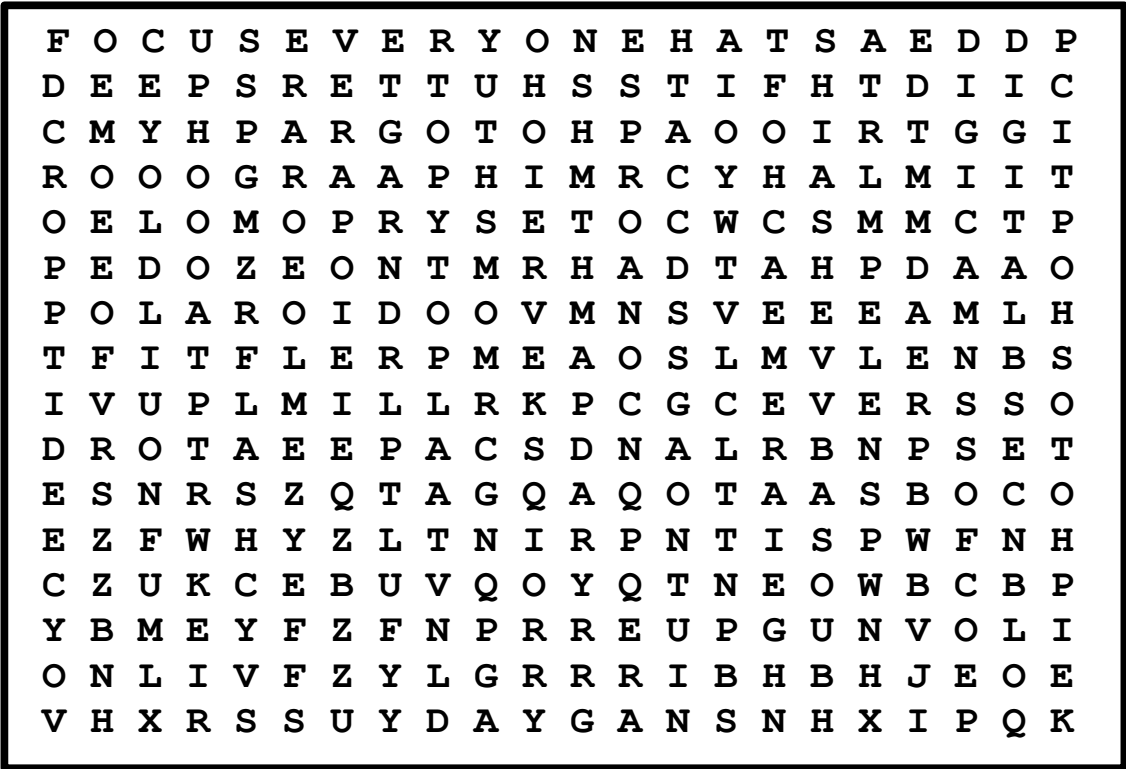 F O C U S E V E R Y O N E H A T S A E D D P
D E E P S R E T T U H S S T I F H T D I I C
C M Y H P A R G O T O H P A O O I R T G G I
R O O O G R A A P H I M R C Y H A L M I I T
O E L O M O P R Y S E T O C W C S M M C T P
P E D O Z E O N T M R H A D T A H P D A A O
P O L A R O I D O O V M N S V E E E A M L H
T F I T F L E R P M E A O S L M V L E N B S
I V U P L M I L L R K P C G C E V E R S S O
D R O T A E E P A C S D N A L R B N P S E T
E S N R S Z Q T A G Q A Q O T A A S B O C O
E Z F W H Y Z L T N I R P N T I S P W F N H
C Z U K C E B U V Q O Y Q T N E O W B C B P
Y B M E Y F Z F N P R R E U P G U N V O L I
O N L I V F Z Y L G R R R I B H B H J E O E
V H X R S S U Y D A Y G A N S N H X I P Q K